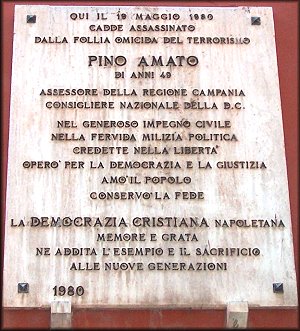 QUI IL 19 MAGGIO 1980
CADDE ASSASSINATO
DALLA FOLLIA OMICIDA DEL TERRORISMO
PINO AMATO
DI ANNI 49
ASSESSORE DELLA REGIONE CAMPANIA
CONSIGLIERE NAZIONALE DELLA D.C.
NEL GENEROSO IMPEGNO CIVILE
NELLA FERVIDA MILIZIA POLITICA
CREDETTE NELLA LIBERTA'
OPERO' PER LA DEMOCRAZIA E LA GIUSTIZIA
AMO' IL POPOLO
CONSERVO' LA FEDE
LA DEMOCRAZIA CRISTIANA NAPOLETANA
MEMORE E GRATA
NE ADDITA L'ESEMPIO E IL SACRIFICIO
ALLE NUOVE GENERAZIONI
1980